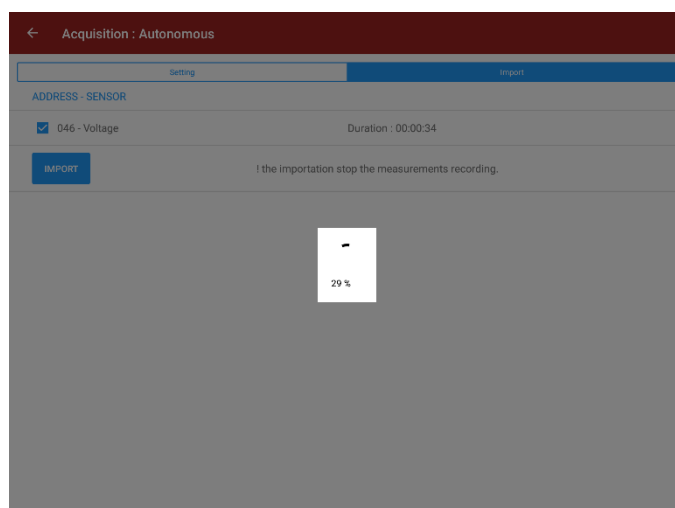 Acquisition : Autonomous
Setting
Import
ADDRESS - SENSOR
046 - Voltage
Duration : 00:00:34
IMPORT
! the importation stop the measurements recording.
29 %